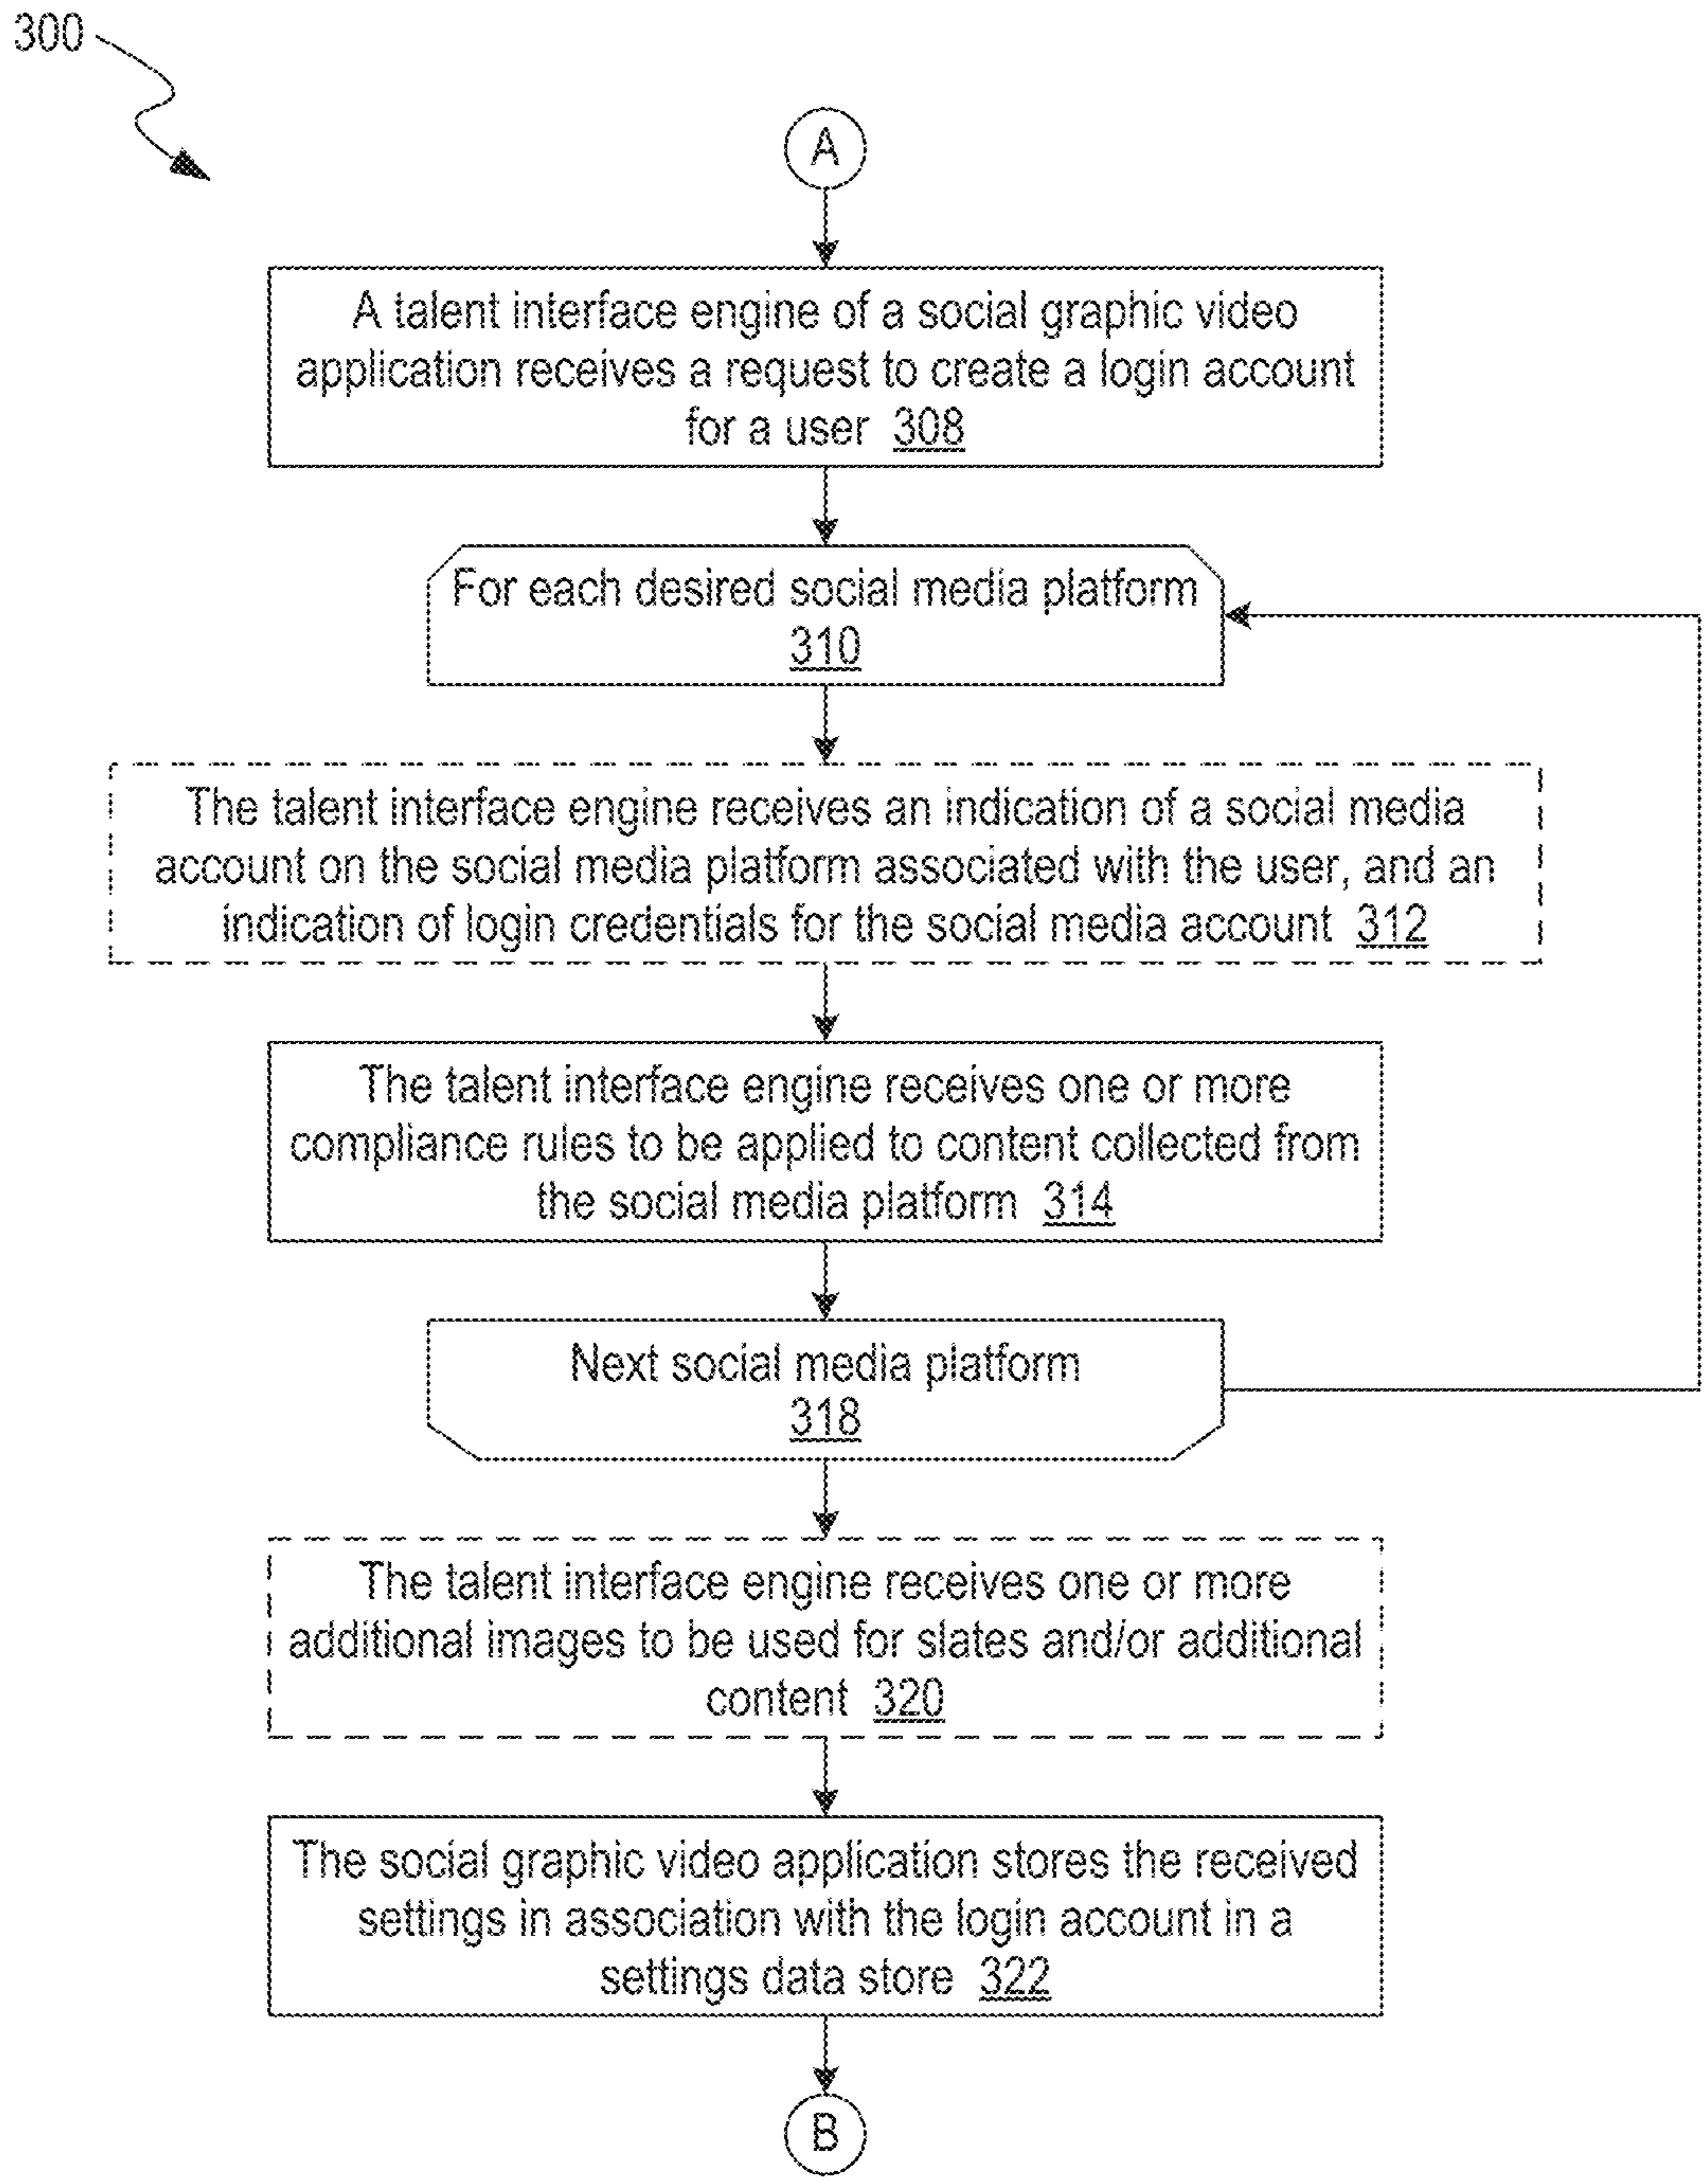 300
A
A talent interface engine of a social graphic video
application receives a request to create a login account
for a user 308
For each desired social media platform
310
The talent interface engine receives an indication of a social media
account on the social media platform associated with the user, and an
indication of login credentials for the social media account 312
The talent interface engine receives one or more
compliance rules to be applied to content collected from
the social media platform 314
Next social media platform
318
The talent interface engine receives one or more
additional images to be used for slates and/or additional
content 320
The social graphic video application stores the received
settings in association with the login account in a
settings data store 322
B